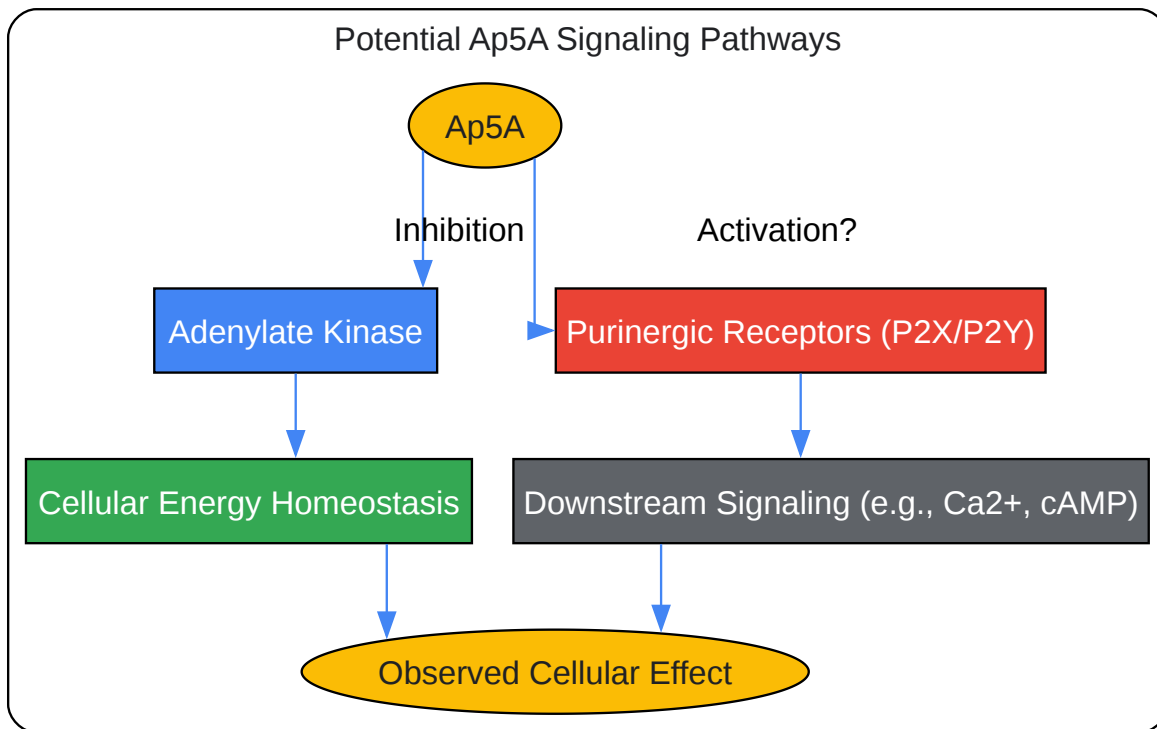 Potential Ap5A Signaling Pathways
Ap5A
Inhibition
Activation?
Adenylate Kinase
Purinergic Receptors (P2X/P2Y)
Cellular Energy Homeostasis
Downstream Signaling (e.g., Ca2+, cAMP)
Observed Cellular Effect